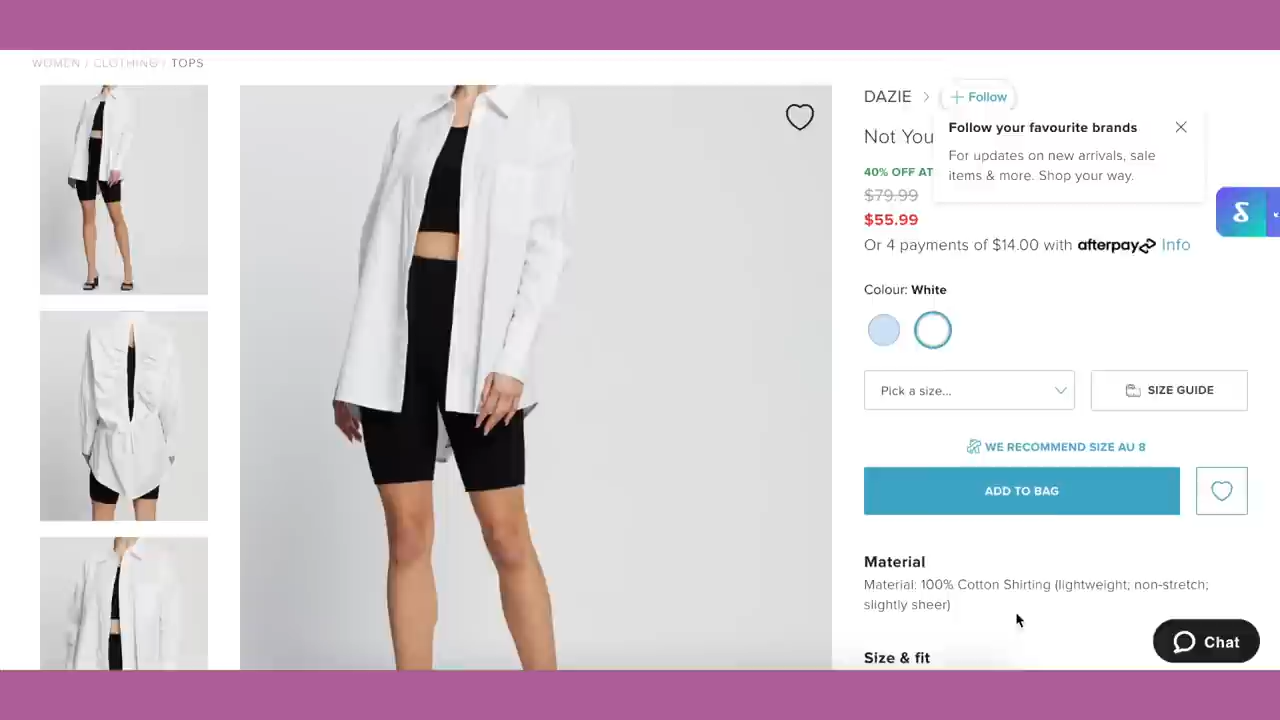 WOMEN / CLOTHING / TOPS
DAZIE > + Follow
Not You
Follow your favourite brands
For updates on new arrivals, sale
items & more. Shop your way.
40% OFF AT
$79.99
$55.99
Or 4 payments of $14.00 with afterpay Info
Colour: White
Pick a size...
SIZE GUIDE
WE RECOMMEND SIZE AU 8
ADD TO BAG
Material
Material: 100% Cotton Shirting (lightweight; non-stretch;
slightly sheer)
Chat
Size & fit